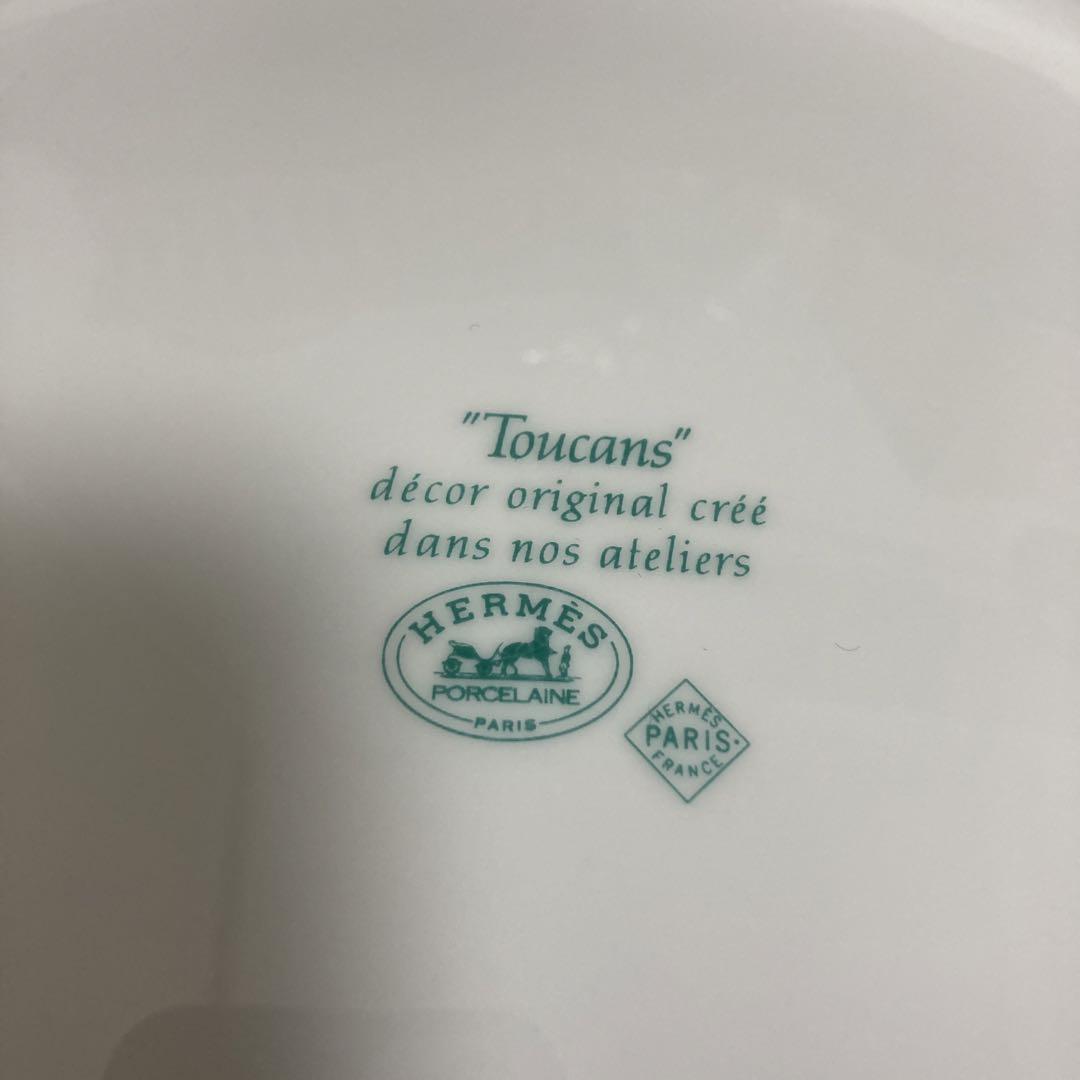 "Toucans"
décor original créé
dans nos ateliers
HERMÈS
PORCELAINE
PARIS
HERMÈS
PARIS
FRANCE